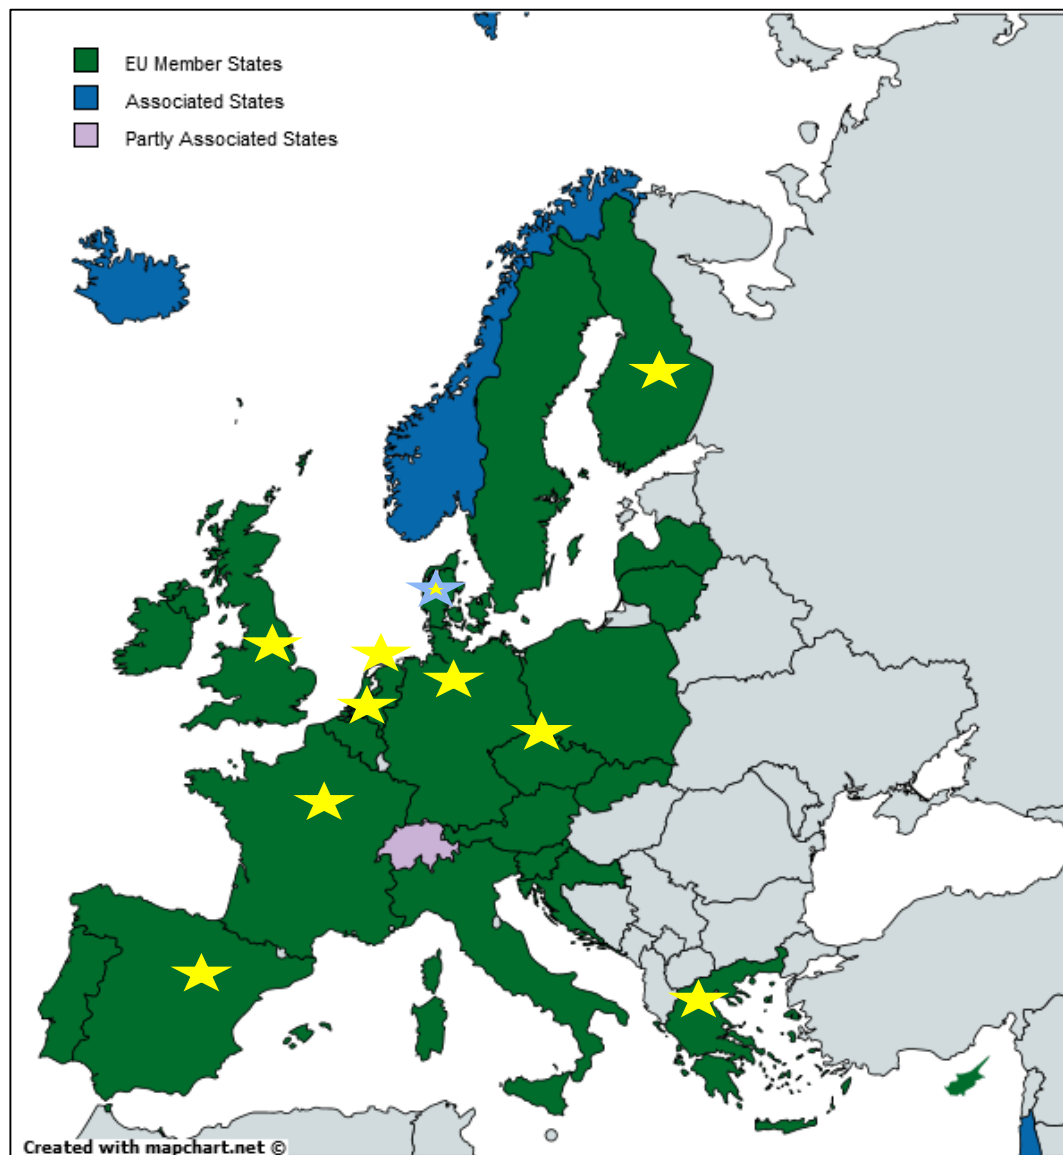 EU Member States
Associated States
Partly Associated States
Created with mapchart.net ©